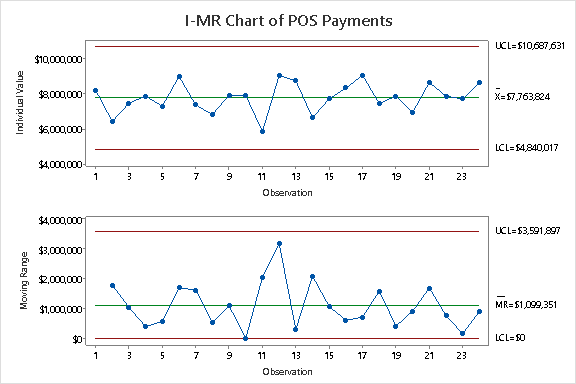 I-MR Chart of POS Payments
UCL=$10,687,631
$10,000,000
$8,000,000
X=$7,763,824
$6,000,000
LCL=$4,840,017
$4,000,000
Individual Value
1 3 5 7 9 11 13 15 17 19 21 23
Observation
$4,000,000
UCL=$3,591,897
$3,000,000
$2,000,000
MR=$1,099,351
$1000,000
$0
LCL=$0
Moving Range
1 3 5 7 9 11 13 15 17 19 21 23
Observation